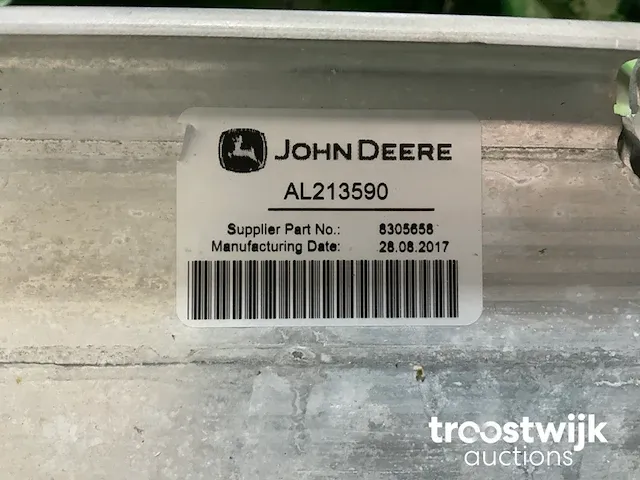 JOHN DEERE
AL213590
Supplier Part No.: 8305658
Manufacturing Date: 28.08.2017
troostwijk
auctions